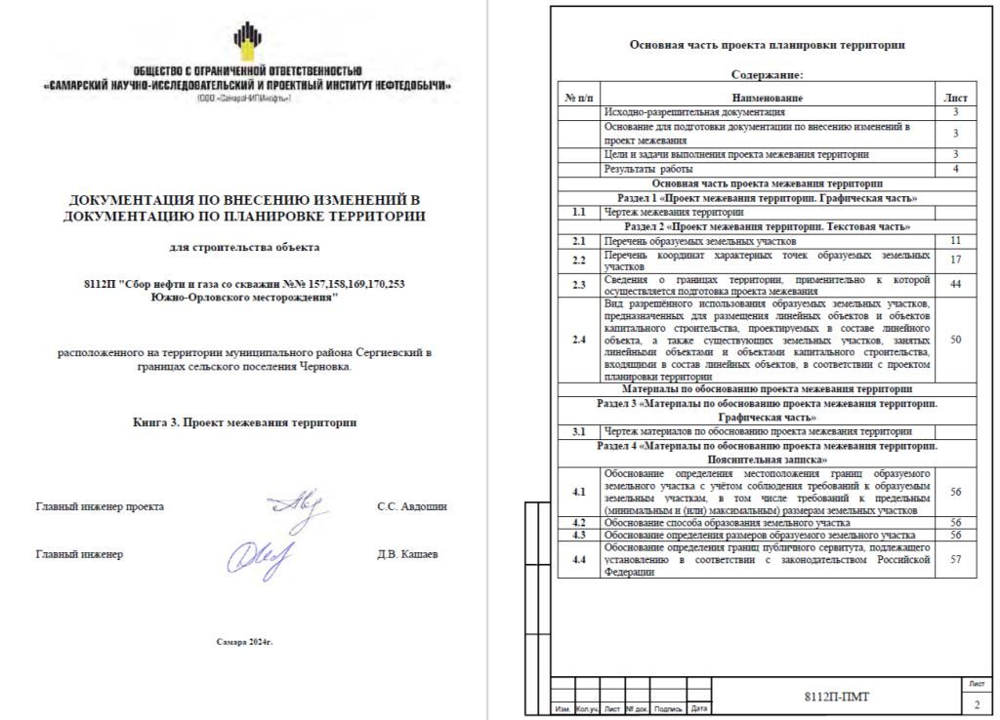 ОБЩЕСТВО С ОГРАНИЧЕННОЙ ОТВЕТСТВЕННОСТЬЮ
«САМАРСКИЙ НАУЧНО-ИССЛЕДОВАТЕЛЬСКИЙ И ПРОЕКТНЫЙ ИНСТИТУТ НЕФТЕДОБЫЧИ»
(ООО «СамараНИПИнефть»)
ДОКУМЕНТАЦИЯ ПО ВНЕСЕНИЮ ИЗМЕНЕНИЙ В
ДОКУМЕНТАЦИЮ ПО ПЛАНИРОВКЕ ТЕРРИТОРИИ
для строительства объекта
8112П "Сбор нефти и газа со скважин №№ 157,158,169,170,253
Южно-Орловского месторождения"
расположенного на территории муниципального района Сергиевский в
границах сельского поселения Черновка.
Книга 3. Проект межевания территории
Главный инженер проекта С.С. Авдошин
Главный инженер Д.В. Кашаев
Самара 2024г.
Основная часть проекта планировки территории
Содержание:
№ п/п Наименование Лист
Исходно-разрешительная документация 3
Основание для подготовки документации по внесению изменений в
проект межевания 3
Цели и задачи выполнения проекта межевания территории 3
Результаты работы 4
Основная часть проекта межевания территории
Раздел 1 «Проект межевания территории. Графическая часть»
1.1 Чертеж межевания территории
Раздел 2 «Проект межевания территории. Текстовая часть»
2.1 Перечень образуемых земельных участков 11
2.2 Перечень координат характерных точек образуемых земельных
участков 17
2.3 Сведения о границах территории, применительно к которой
осуществляется подготовка проекта межевания 44
Вид разрешённого использования образуемых земельных участков,
предназначенных для размещения линейных объектов и объектов
капитального строительства, проектируемых в составе линейного
2.4 объекта, а также существующих земельных участков, занятых 50
линейными объектами и объектами капитального строительства,
входящими в состав линейных объектов, в соответствии с проектом
планировки территории
Материалы по обоснованию проекта межевания территории
Раздел 3 «Материалы по обоснованию проекта межевания территории.
Графическая часть»
3.1 Чертеж материалов по обоснованию проекта межевания территории
Раздел 4 «Материалы по обоснованию проекта межевания территории.
Пояснительная записка»
Обоснование определения местоположения границ образуемого
4.1 земельного участка с учётом соблюдения требований к образуемым 56
земельным участкам, в том числе требований к предельным
(минимальным и (или) максимальным) размерам земельных участков
4.2 Обоснование способа образования земельного участка 56
4.3 Обоснование определения размеров образуемого земельного участка 56
Обоснование определения границ публичного сервитута, подлежащего
4.4 установлению в соответствии с законодательством Российской 57
Федерации
Изм. Кол.уч. Лист № док. Подпись Дата
8112П-ПМТ
Лист
2